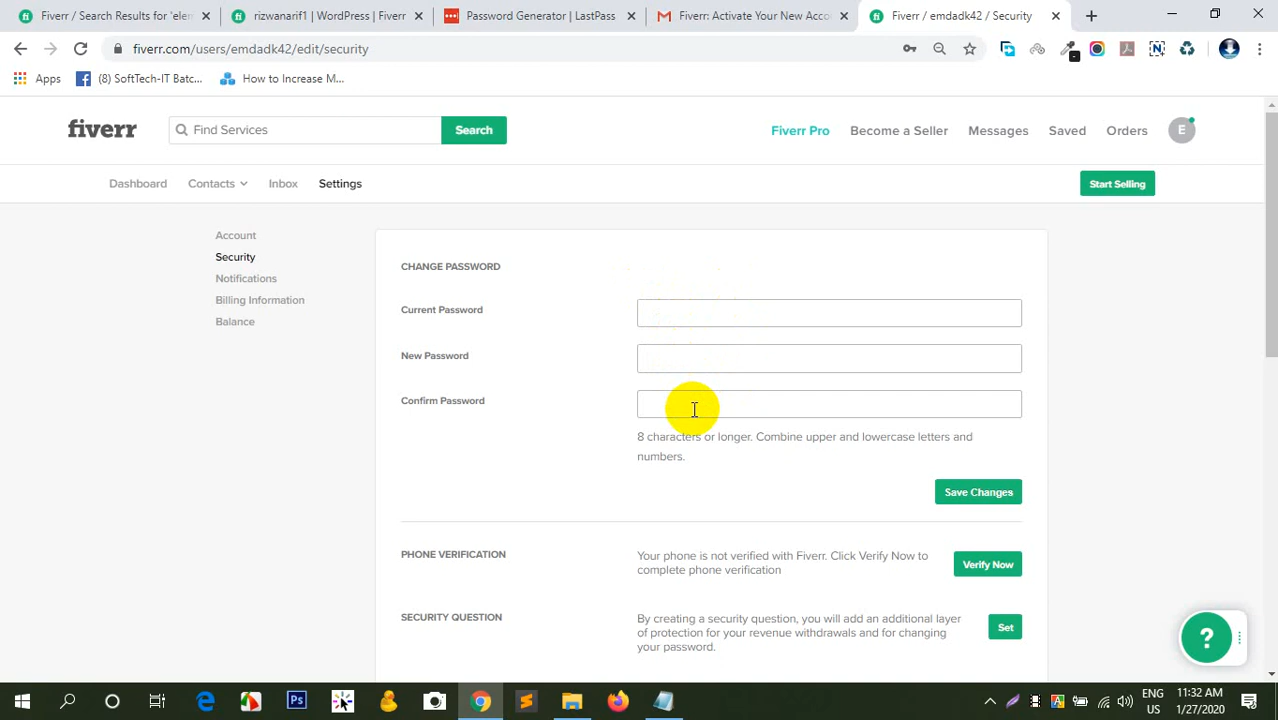 Fiverr / Search Results for 'elo
rizwanarif1 | WordPress | Fiverr
Password Generator | LastPass
Fiverr: Activate Your New Acco
Fiverr / emdadk42 / Security
fiverr.com/users/emdadk42/edit/security
Apps
(8) SoftTech-IT Batc...
How to Increase M...
fiverr
Find Services
Search
Fiverr Pro
Become a Seller
Messages
Saved
Orders
E
Dashboard
Contacts
Inbox
Settings
Start Selling
Account
Security
Notifications
Billing Information
Balance
CHANGE PASSWORD
Current Password
New Password
Confirm Password
8 characters or longer. Combine upper and lowercase letters and
numbers.
Save Changes
PHONE VERIFICATION
Your phone is not verified with Fiverr. Click Verify Now to
complete phone verification
Verify Now
SECURITY QUESTION
By creating a security question, you will add an additional layer
of protection for your revenue withdrawals and for changing
your password.
Set
?
Ps
ENG
US
11:32 AM
1/27/2020